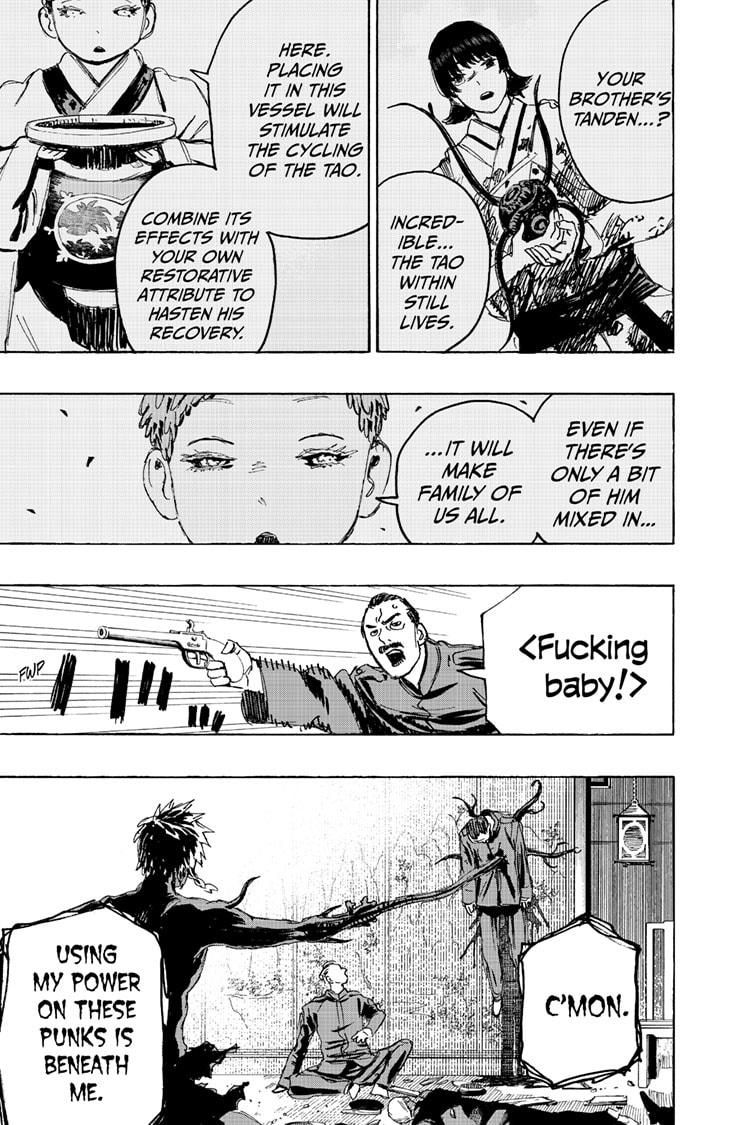 YOUR
BROTHER'S
TANDEN...?
INCRED-
IBLE...
THE TAO
WITHIN
STILL
LIVES.
HERE.
PLACING
IT IN THIS
VESSEL WILL
STIMULATE
THE CYCLING
OF THE TAO.
COMBINE ITS
EFFECTS WITH
YOUR OWN
RESTORATIVE
ATTRIBUTE TO
HASTEN HIS
RECOVERY.
EVEN IF
THERE'S
ONLY A BIT
OF HIM
MIXED IN...
...IT WILL
MAKE
FAMILY OF
US ALL.
<Fucking
baby!>
FWP
C'MON.
USING
MY POWER
ON THESE
PUNKS IS
BENEATH
ME.